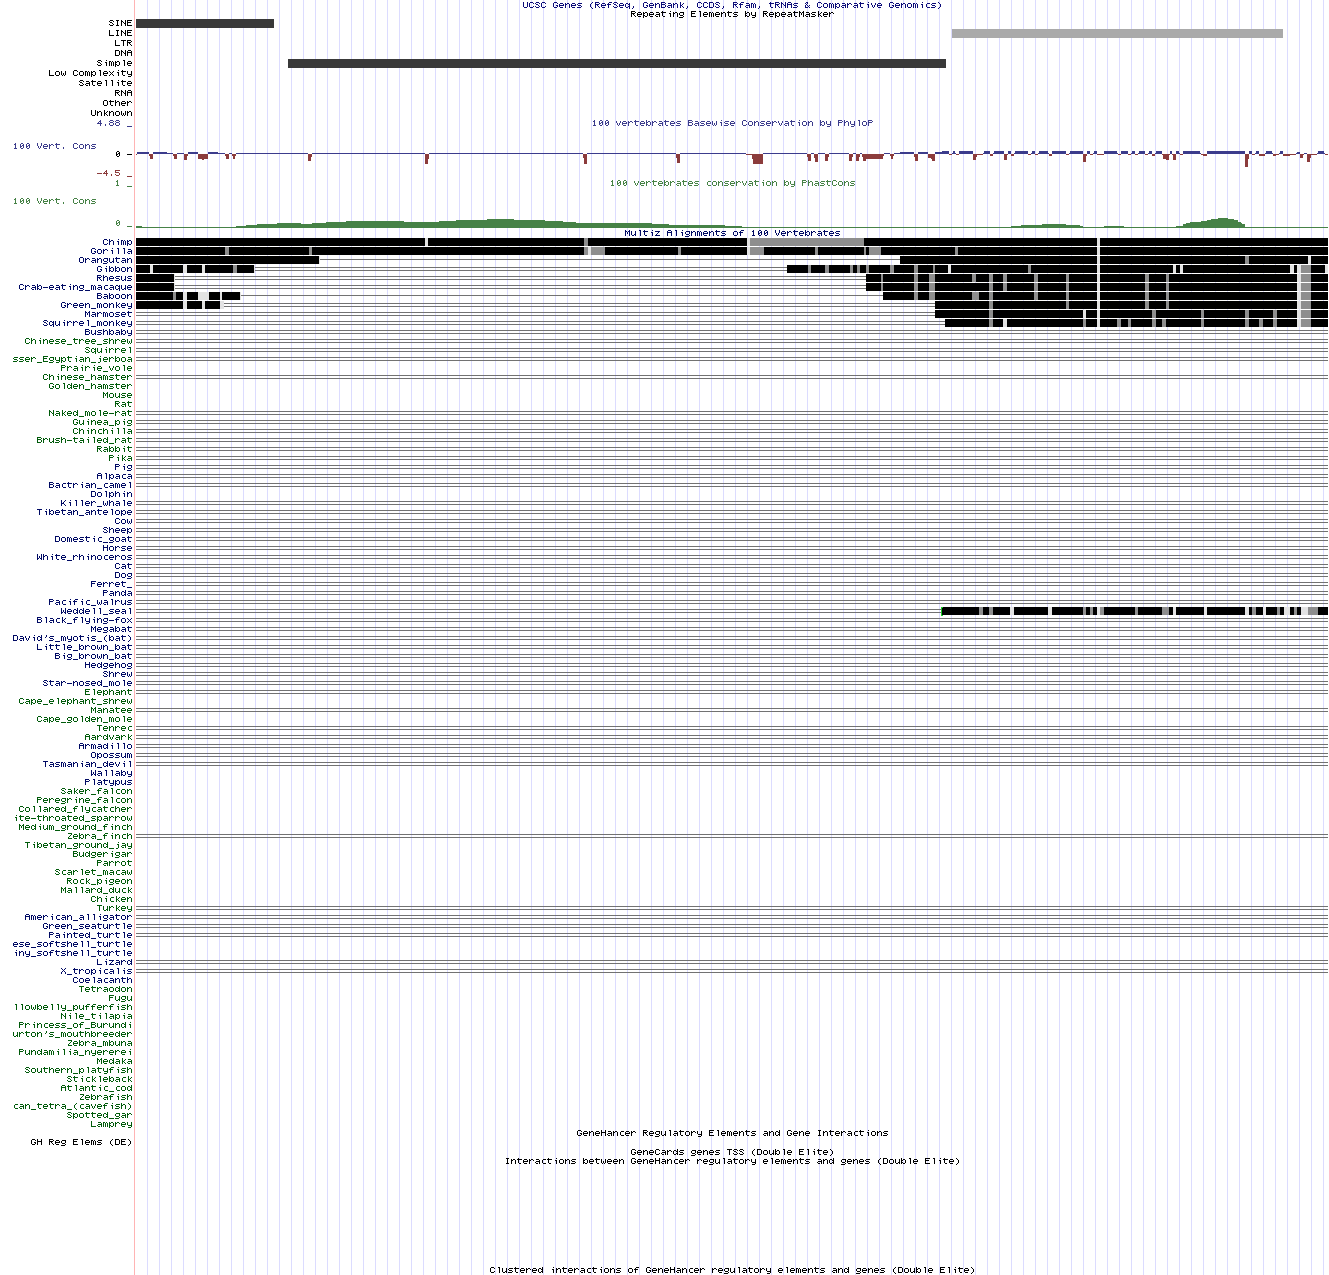 UCSC Genes (RefSeq, GenBank, CCDS, Rfam, tRNAs & Comparative Genomics)
Repeating Elements by RepeatMasker
SINE
LINE
LTR
DNA
Simple
Low Complexity
Satellite
RNA
Other
Unknown
4.88 _
100 vertebrates Basewise Conservation by PhyloP
100 Vert. Cons
0 -
-4.5 _
100 vertebrates conservation by PhastCons
1 _
100 Vert. Cons
0 _
Multiz Alignments of 100 Vertebrates
Chimp
Gorilla
Orangutan
Gibbon
Rhesus
Crab-eating_macaque
Baboon
Green_monkey
Marmoset
Squirrel_monkey
Bushbaby
Chinese_tree_shrew
Squirrel
sser_Egyptian_jerboa
Prairie_vole
Chinese_hamster
Golden_hamster
Mouse
Rat
Naked_mole-rat
Guinea_pig
Chinchilla
Brush-tailed_rat
Rabbit
Pika
Pig
Alpaca
Bactrian_camel
Dolphin
Killer_whale
Tibetan_antelope
Cow
Sheep
Domestic_goat
Horse
White_rhinoceros
Cat
Dog
Ferret_
Panda
Pacific_walrus
Weddell_seal
Black_flying-fox
Megabat
David's_myotis_(bat)
Little_brown_bat
Big_brown_bat
Hedgehog
Shrew
Star-nosed_mole
Elephant
Cape_elephant_shrew
Manatee
Cape_golden_mole
Tenrec
Aardvark
Armadillo
Opossum
Tasmanian_devil
Wallaby
Platypus
Saker_falcon
Peregrine_falcon
Collared_flycatcher
ite-throated_sparrow
Medium_ground_finch
Zebra_finch
Tibetan_ground_jay
Budgerigar
Parrot
Scarlet_macaw
Rock_pigeon
Mallard_duck
Chicken
Turkey
American_alligator
Green_seaturtle
Painted_turtle
ese_softshell_turtle
iny_softshell_turtle
Lizard
X_tropicalis
Coelacanth
Tetraodon
Fugu
llowbelly_pufferfish
Nile_tilapia
Princess_of_Burundi
urton's_mouthbreeder
Zebra_mbuna
Pundamilia_nyererei
Medaka
Southern_platyfish
Stickleback
Atlantic_cod
Zebrafish
can_tetra_(cavefish)
Spotted_gar
Lamprey
GeneHancer Regulatory Elements and Gene Interactions
GH Reg Elems (DE)
GeneCards genes TSS (Double Elite)
Interactions between GeneHancer regulatory elements and genes (Double Elite)
Clustered interactions of GeneHancer regulatory elements and genes (Double Elite)